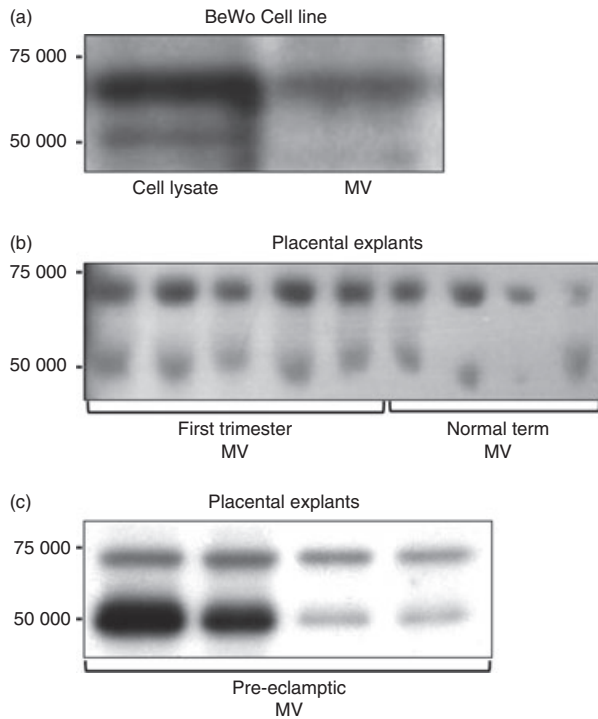 (a)
BeWo Cell line
75 000
50 000
Cell lysate MV
(b)
Placental explants
75 000
50 000
First trimester Normal term
MV MV
(c)
Placental explants
75 000
50 000
Pre-eclamptic
MV